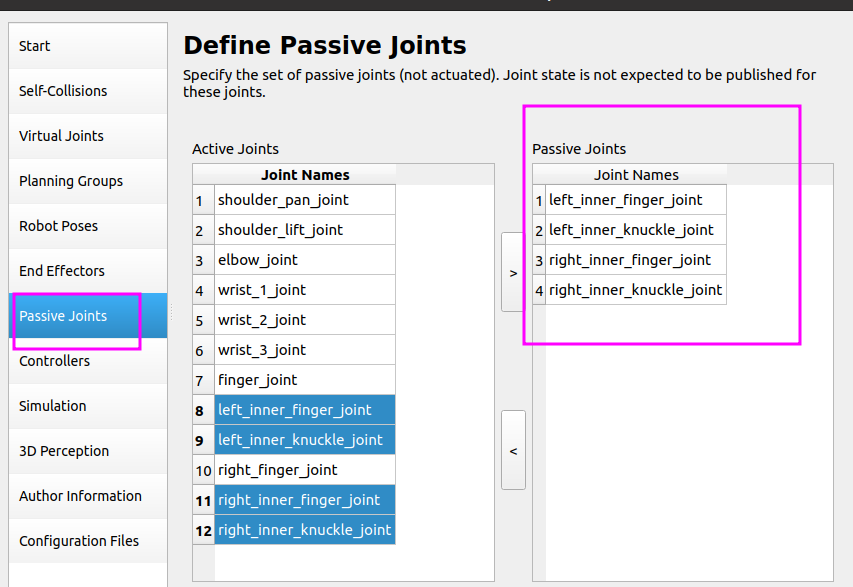 Define Passive Joints
Specify the set of passive joints (not actuated). Joint state is not expected to be published for
these joints.
Start
Self-Collisions
Virtual Joints
Planning Groups
Robot Poses
End Effectors
Passive Joints
Controllers
Simulation
3D Perception
Author Information
Configuration Files
Active Joints
Joint Names
1 shoulder_pan_joint
2 shoulder_lift_joint
3 elbow_joint
4 wrist_1_joint
5 wrist_2_joint
6 wrist_3_joint
7 finger_joint
8 left_inner_finger_joint
9 left_inner_knuckle_joint
10 right_finger_joint
11 right_inner_finger_joint
12 right_inner_knuckle_joint
>
<
Passive Joints
Joint Names
1 left_inner_finger_joint
2 left_inner_knuckle_joint
3 right_inner_finger_joint
4 right_inner_knuckle_joint